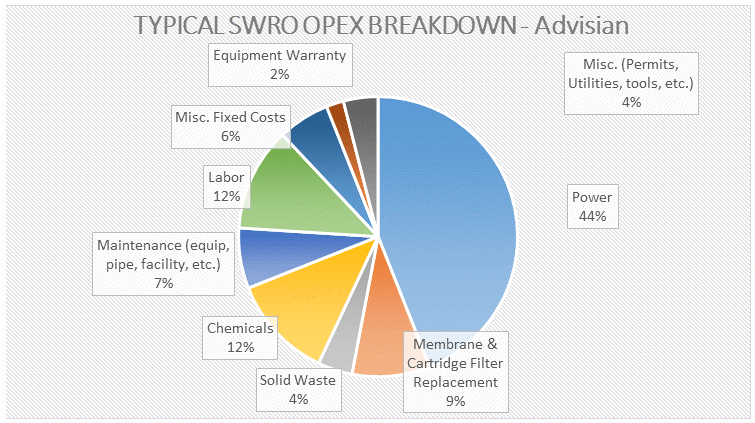 TYPICAL SWRO OPEX BREAKDOWN - Advisian
Equipment Warranty
2%
Misc. (Permits,
Utilities, tools, etc.)
4%
Misc. Fixed Costs
6%
Labor
12%
Power
44%
Maintenance (equip,
pipe, facility, etc.)
7%
Chemicals
12%
Membrane &
Cartridge Filter
Replacement
9%
Solid Waste
4%